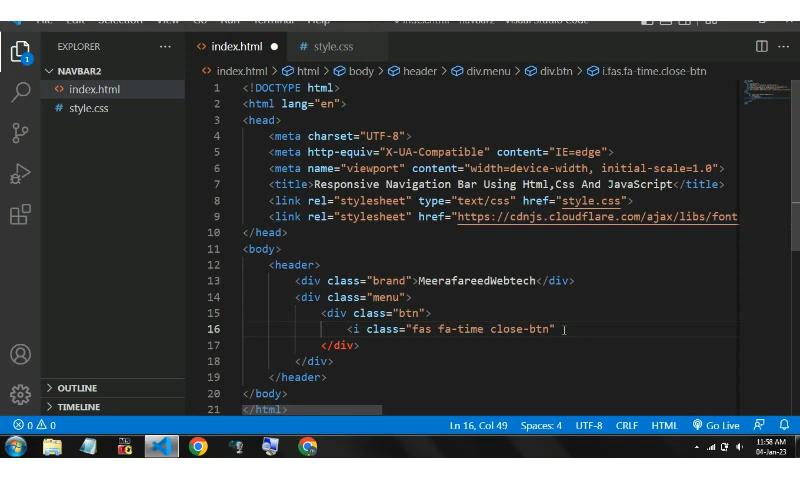 File Edit Selection View Go Run Terminal Help index.html - navbar2 - Visual Studio Code
EXPLORER ...
index.html
style.css
NAVBAR2
index.html
style.css
index.html > html > body > header > div.menu > div.btn > i.fas.fa-time.close-btn
1 <!DOCTYPE html>
2 <html lang="en">
3 <head>
4 <meta charset="UTF-8">
5 <meta http-equiv="X-UA-Compatible" content="IE=edge">
6 <meta name="viewport" content="width=device-width, initial-scale=1.0">
7 <title>Responsive Navigation Bar Using Html,Css And JavaScript</title>
8 <link rel="stylesheet" type="text/css" href="style.css">
9 <link rel="stylesheet" href="https://cdnjs.cloudflare.com/ajax/libs/font
10 </head>
11 <body>
12 <header>
13 <div class="brand">MeerafareedWebtech</div>
14 <div class="menu">
15 <div class="btn">
16 <i class="fas fa-time close-btn"
17 </div>
18 </div>
19 </header>
20 </body>
21 </html>
OUTLINE
TIMELINE
0 0 Ln 16, Col 49 Spaces: 4 UTF-8 CRLF HTML Go Live
11:58 AM
04-Jan-23